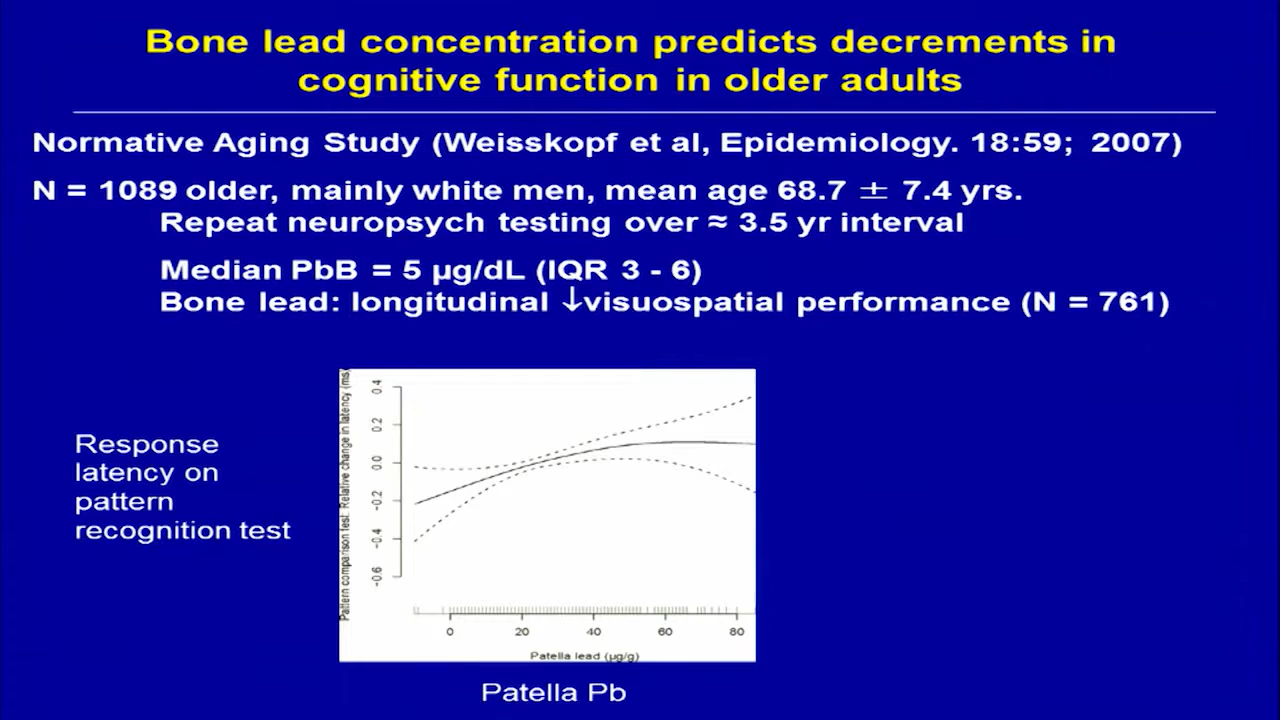 Bone lead concentration predicts decrements in
cognitive function in older adults
Normative Aging Study (Weisskopf et al, Epidemiology. 18:59; 2007)
N = 1089 older, mainly white men, mean age 68.7 ± 7.4 yrs.
Repeat neuropsych testing over ≈ 3.5 yr interval
Median PbB = 5 µg/dL (IQR 3 - 6)
Bone lead: longitudinal ↓visuospatial performance (N = 761)
Response
latency on
pattern
recognition test
Pattern comparison test: Relative change in latency (ms)
0.4
0.2
0.0
-0.2
-0.4
-0.6
0 20 40 60 80
Patella lead (µg/g)
Patella Pb